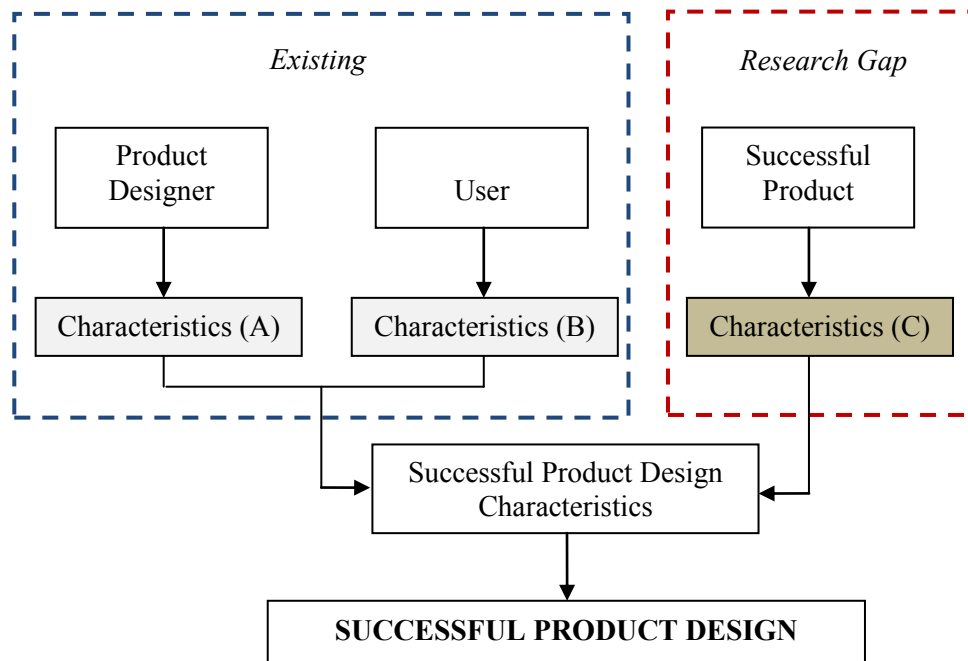 Existing
Research Gap
Product
Designer
User
Successful
Product
Characteristics (A)
Characteristics (B)
Characteristics (C)
Successful Product Design
Characteristics
SUCCESSFUL PRODUCT DESIGN